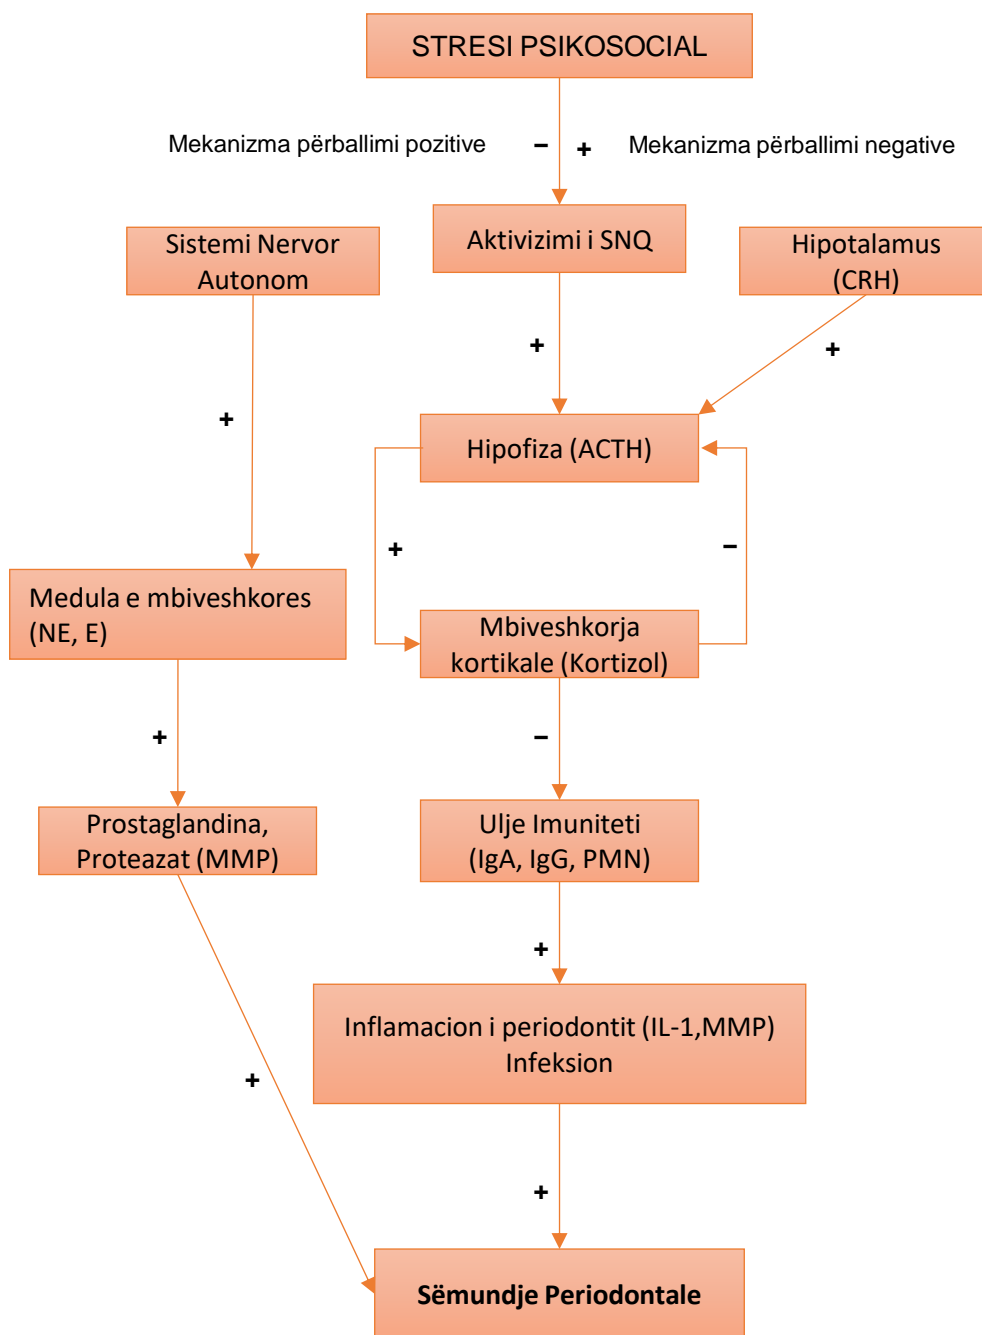 STRESI PSIKOSOCIAL
Mekanizma përballimi pozitive
−
+
Mekanizma përballimi negative
Sistemi Nervor
Autonom
Aktivizimi i SNQ
Hipotalamus
(CRH)
+
+
+
Hipofiza (ACTH)
+
−
Medula e mbiveshkores
(NE, E)
Mbiveshkorja
kortikale (Kortizol)
+
−
Prostaglandina,
Proteazat (MMP)
Ulje Imuniteti
(IgA, IgG, PMN)
+
Inflamacion i periodontit (IL-1,MMP)
Infeksion
+
+
Sëmundje Periodontale